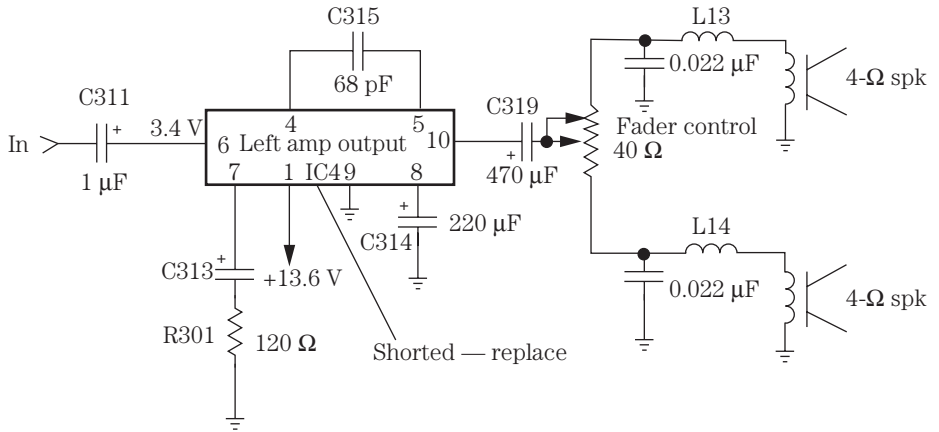 C315
68 pF
C311
In
1 µF
3.4 V
4
5
6
Left amp output
10
7
1
IC4
9
8
C319
470 µF
Fader control
40 Ω
L13
0.022 µF
4-Ω spk
L14
0.022 µF
4-Ω spk
C314
220 µF
C313
+13.6 V
R301
120 Ω
Shorted — replace
+
+
+
+